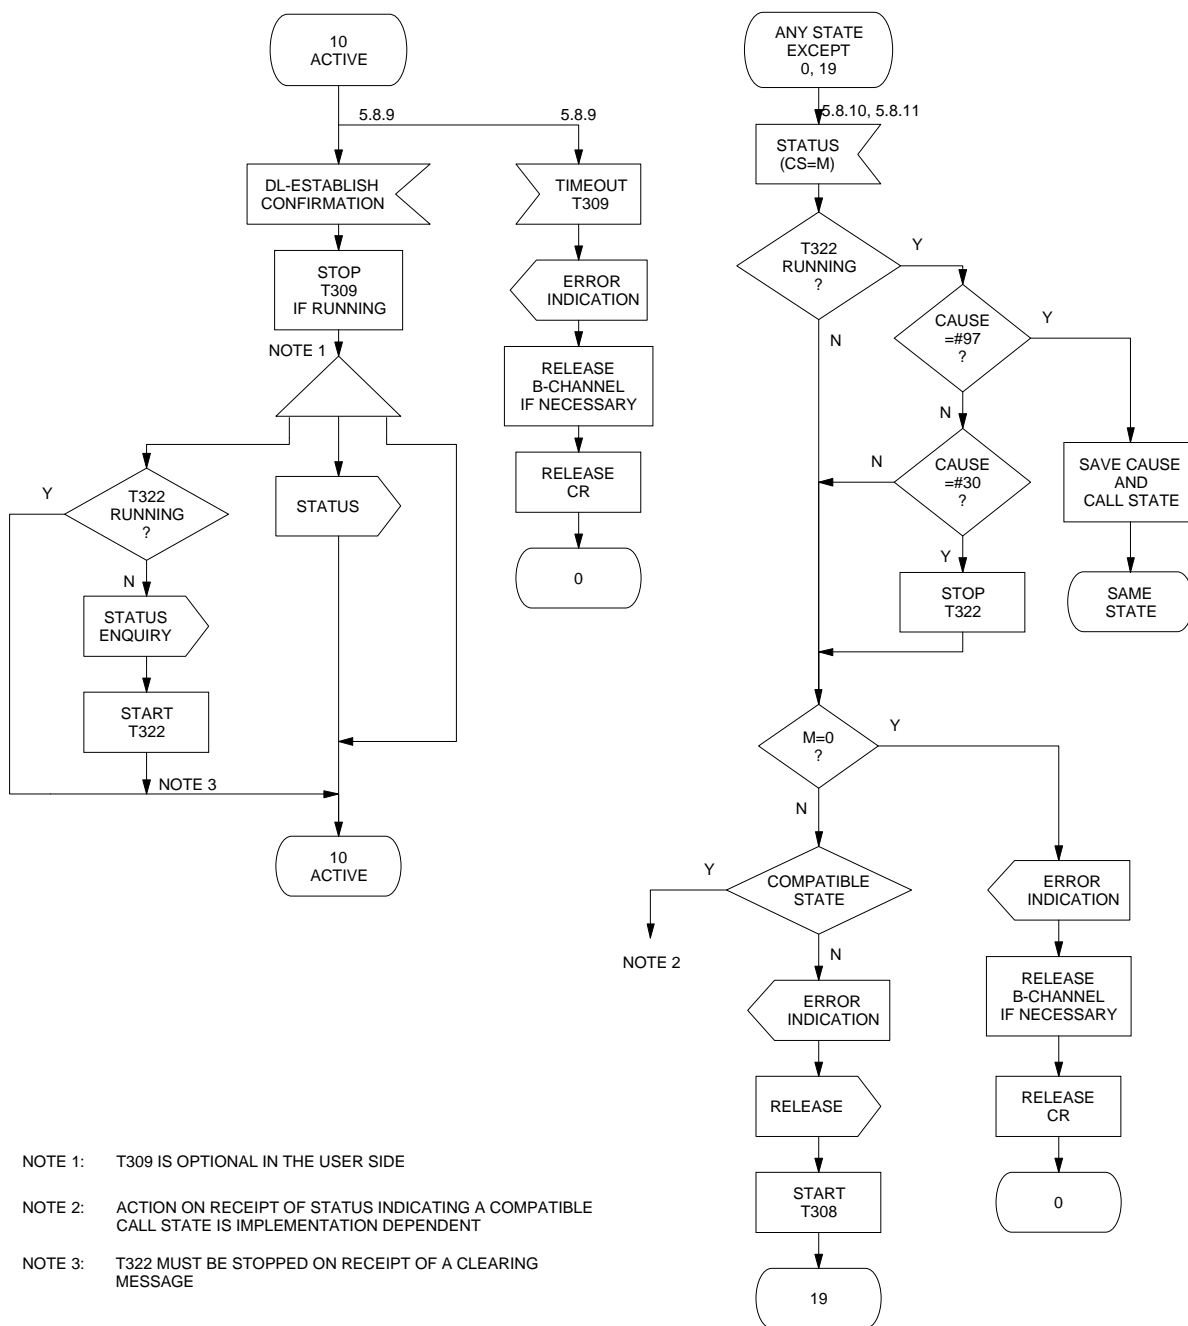 10
ACTIVE
5.8.9
5.8.9
DL-ESTABLISH
CONFIRMATION
TIMEOUT
T309
STOP
T309
IF RUNNING
ERROR
INDICATION
NOTE 1
RELEASE
B-CHANNEL
IF NECESSARY
RELEASE
CR
0
Y
T322
RUNNING
?
N
STATUS
STATUS
ENQUIRY
START
T322
NOTE 3
10
ACTIVE
ANY STATE
EXCEPT
0, 19
5.8.10, 5.8.11
STATUS
(CS=M)
T322
RUNNING
?
Y
N
CAUSE
=#97
?
Y
N
N
CAUSE
=#30
?
SAVE CAUSE
AND
CALL STATE
Y
STOP
T322
SAME
STATE
M=0
?
Y
N
Y
COMPATIBLE
STATE
NOTE 2
N
ERROR
INDICATION
ERROR
INDICATION
RELEASE
B-CHANNEL
IF NECESSARY
RELEASE
RELEASE
CR
START
T308
0
19
NOTE 1: T309 IS OPTIONAL IN THE USER SIDE
NOTE 2: ACTION ON RECEIPT OF STATUS INDICATING A COMPATIBLE
CALL STATE IS IMPLEMENTATION DEPENDENT
NOTE 3: T322 MUST BE STOPPED ON RECEIPT OF A CLEARING
MESSAGE